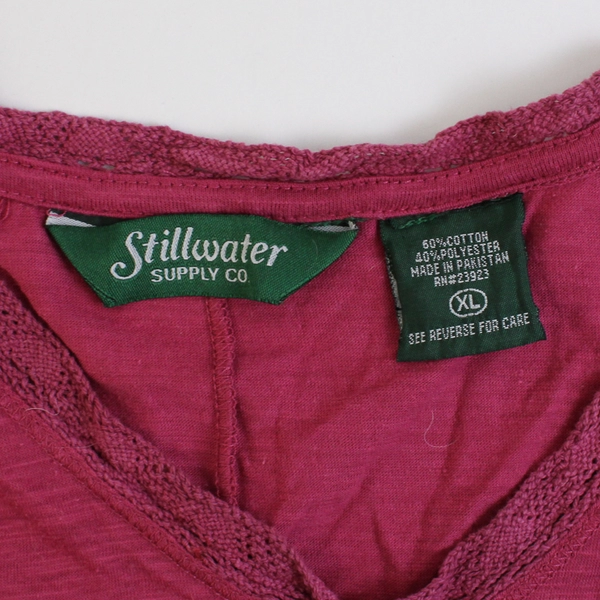 Stillwater
SUPPLY CO.
60%COTTON
40%POLYESTER
MADE IN PAKISTAN
RN#23923
XL
SEE REVERSE FOR CARE